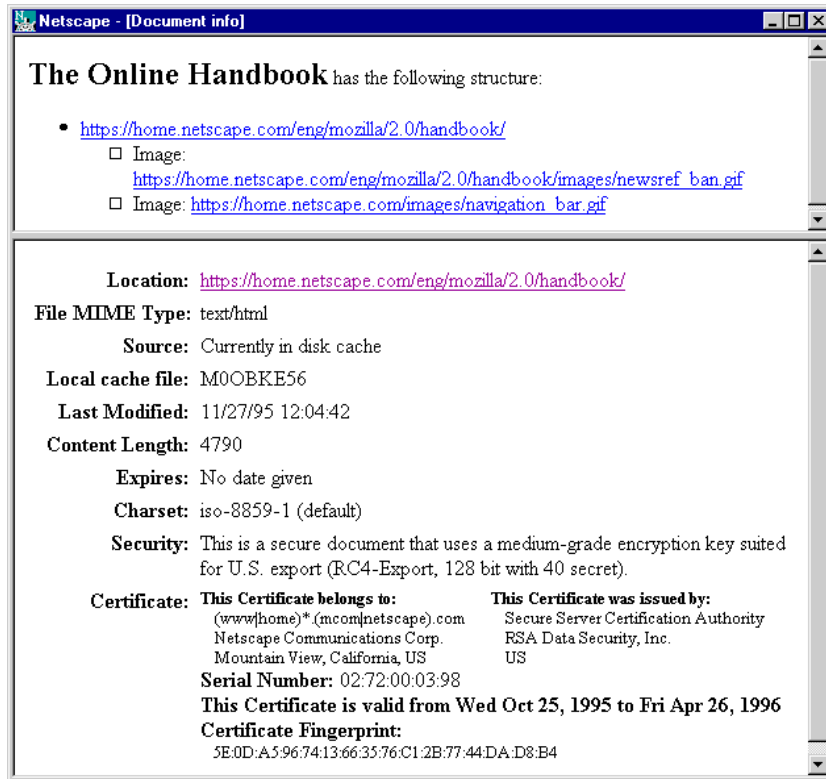 Netscape - [Document info]
The Online Handbook has the following structure:
https://home.netscape.com/eng/mozilla/2.0/handbook/
Image:
https://home.netscape.com/eng/mozilla/2.0/handbook/images/newsref_ban.gif
Image: https://home.netscape.com/images/navigation_bar.gif
Location: https://home.netscape.com/eng/mozilla/2.0/handbook/
File MIME Type: text/html
Source: Currently in disk cache
Local cache file: M0OBKE56
Last Modified: 11/27/95 12:04:42
Content Length: 4790
Expires: No date given
Charset: iso-8859-1 (default)
Security: This is a secure document that uses a medium-grade encryption key suited
for U.S. export (RC4-Export, 128 bit with 40 secret).
Certificate: This Certificate belongs to: This Certificate was issued by:
(www|home)*.(mcom|netscape).com Secure Server Certification Authority
Netscape Communications Corp. RSA Data Security, Inc.
Mountain View, California, US US
Serial Number: 02:72:00:03:98
This Certificate is valid from Wed Oct 25, 1995 to Fri Apr 26, 1996
Certificate Fingerprint:
5E:0D:A5:96:74:13:66:35:76:C1:2B:77:44:DA:D8:B4